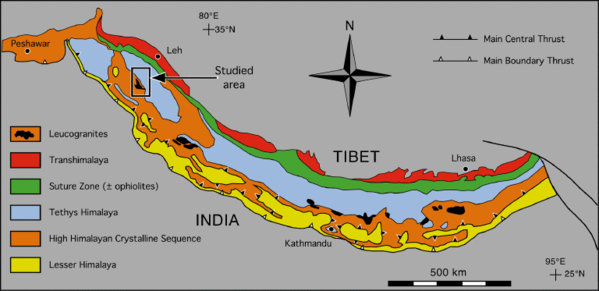 80°E
35°N
Peshawar
Leh
N
Main Central Thrust
Main Boundary Thrust
Studied
area
Leucogranites
Transhimalaya
Suture Zone (± ophiolites)
Tethys Himalaya
High Himalayan Crystalline Sequence
Lesser Himalaya
TIBET
Lhasa
INDIA
Kathmandu
500 km
95°E
25°N